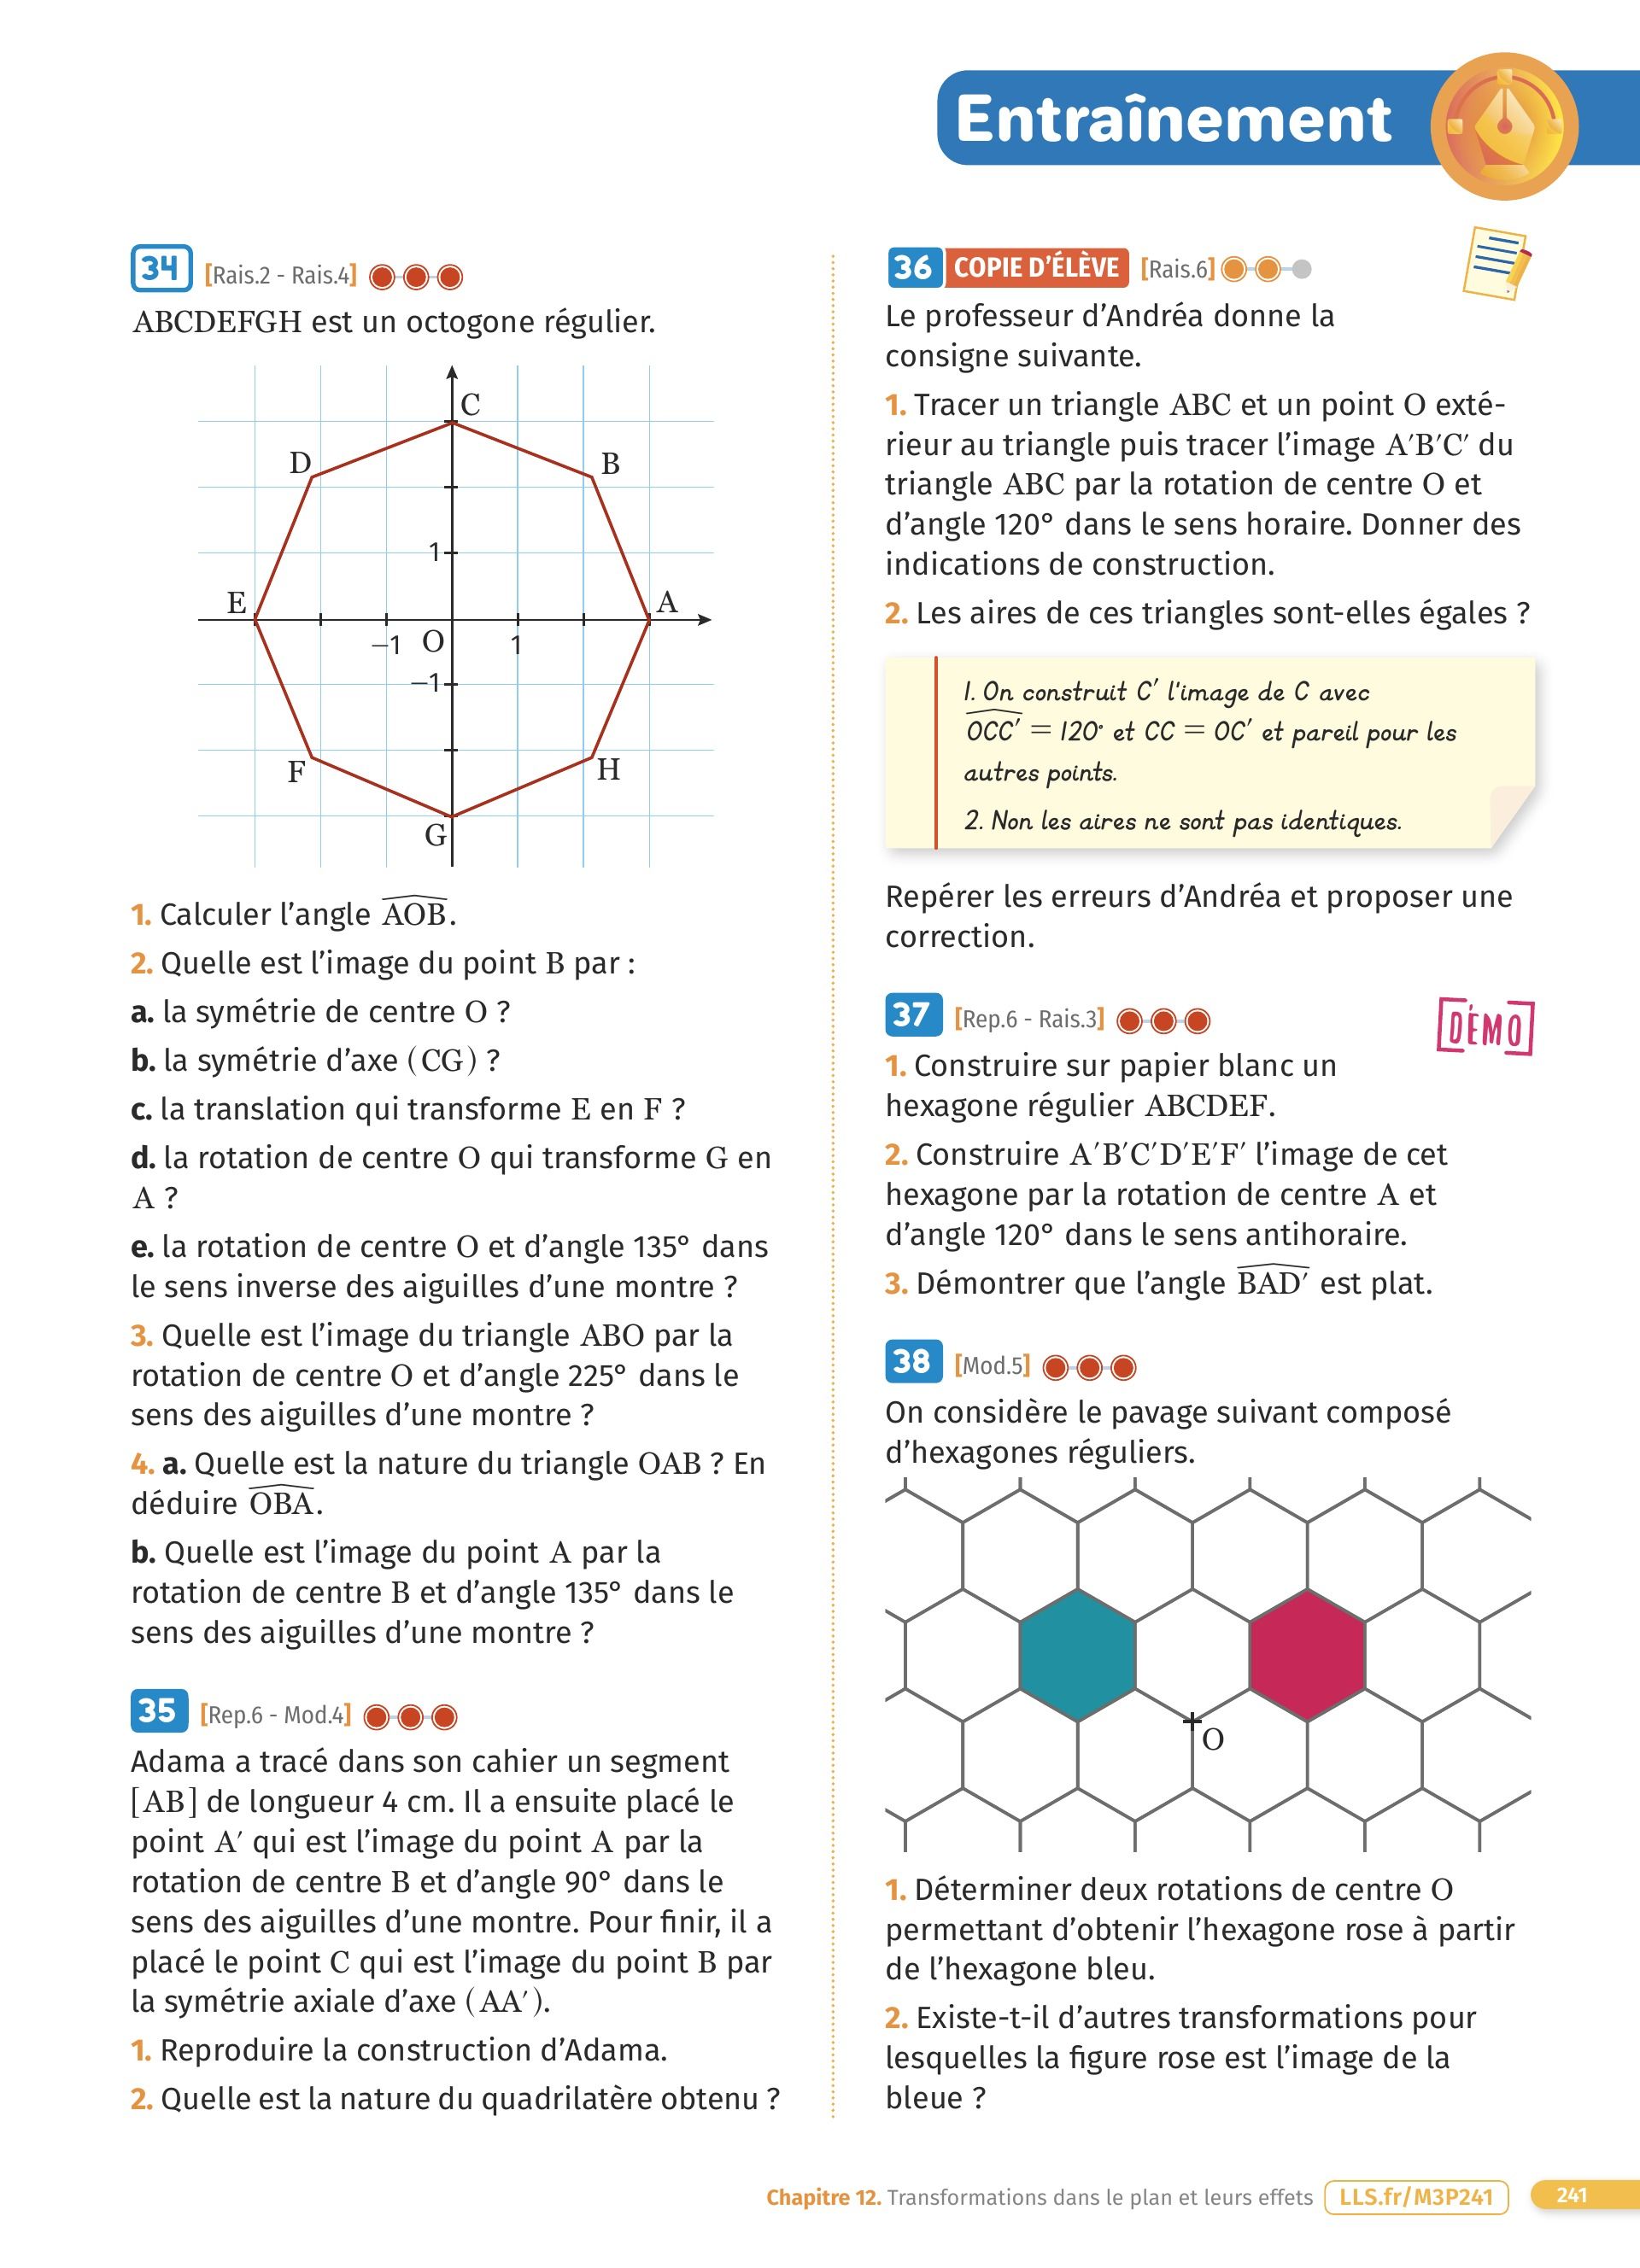 Entraînement
34 [Rais.2 - Rais.4]
ABCDEFGH est un octogone régulier.
C
D
B
1
E
A
−1 O 1
−1
F
H
G
1. Calculer l’angle AOB.
2. Quelle est l’image du point B par :
a. la symétrie de centre O ?
b. la symétrie d’axe (CG) ?
c. la translation qui transforme E en F ?
d. la rotation de centre O qui transforme G en
A ?
e. la rotation de centre O et d’angle 135° dans
le sens inverse des aiguilles d’une montre ?
3. Quelle est l’image du triangle ABO par la
rotation de centre O et d’angle 225° dans le
sens des aiguilles d’une montre ?
4. a. Quelle est la nature du triangle OAB ? En
déduire OBA.
b. Quelle est l’image du point A par la
rotation de centre B et d’angle 135° dans le
sens des aiguilles d’une montre ?
35 [Rep.6 - Mod.4]
Adama a tracé dans son cahier un segment
[AB] de longueur 4 cm. Il a ensuite placé le
point A′ qui est l’image du point A par la
rotation de centre B et d’angle 90° dans le
sens des aiguilles d’une montre. Pour finir, il a
placé le point C qui est l’image du point B par
la symétrie axiale d’axe (AA′).
1. Reproduire la construction d’Adama.
2. Quelle est la nature du quadrilatère obtenu ?
36 COPIE D’ÉLÈVE [Rais.6]
Le professeur d’Andréa donne la
consigne suivante.
1. Tracer un triangle ABC et un point O exté-
rieur au triangle puis tracer l’image A′B′C′ du
triangle ABC par la rotation de centre O et
d’angle 120° dans le sens horaire. Donner des
indications de construction.
2. Les aires de ces triangles sont-elles égales ?
1. On construit C′ l’image de C avec
OCC′ = 120° et CC = OC′ et pareil pour les
autres points.
2. Non les aires ne sont pas identiques.
Repérer les erreurs d’Andréa et proposer une
correction.
37 [Rep.6 - Rais.3]
DÉMO
1. Construire sur papier blanc un
hexagone régulier ABCDEF.
2. Construire A′B′C′D′E′F′ l’image de cet
hexagone par la rotation de centre A et
d’angle 120° dans le sens antihoraire.
3. Démontrer que l’angle BAD′ est plat.
38 [Mod.5]
On considère le pavage suivant composé
d’hexagones réguliers.
O
1. Déterminer deux rotations de centre O
permettant d’obtenir l’hexagone rose à partir
de l’hexagone bleu.
2. Existe-t-il d’autres transformations pour
lesquelles la figure rose est l’image de la
bleue ?
Chapitre 12. Transformations dans le plan et leurs effets LLS.fr/M3P241 241